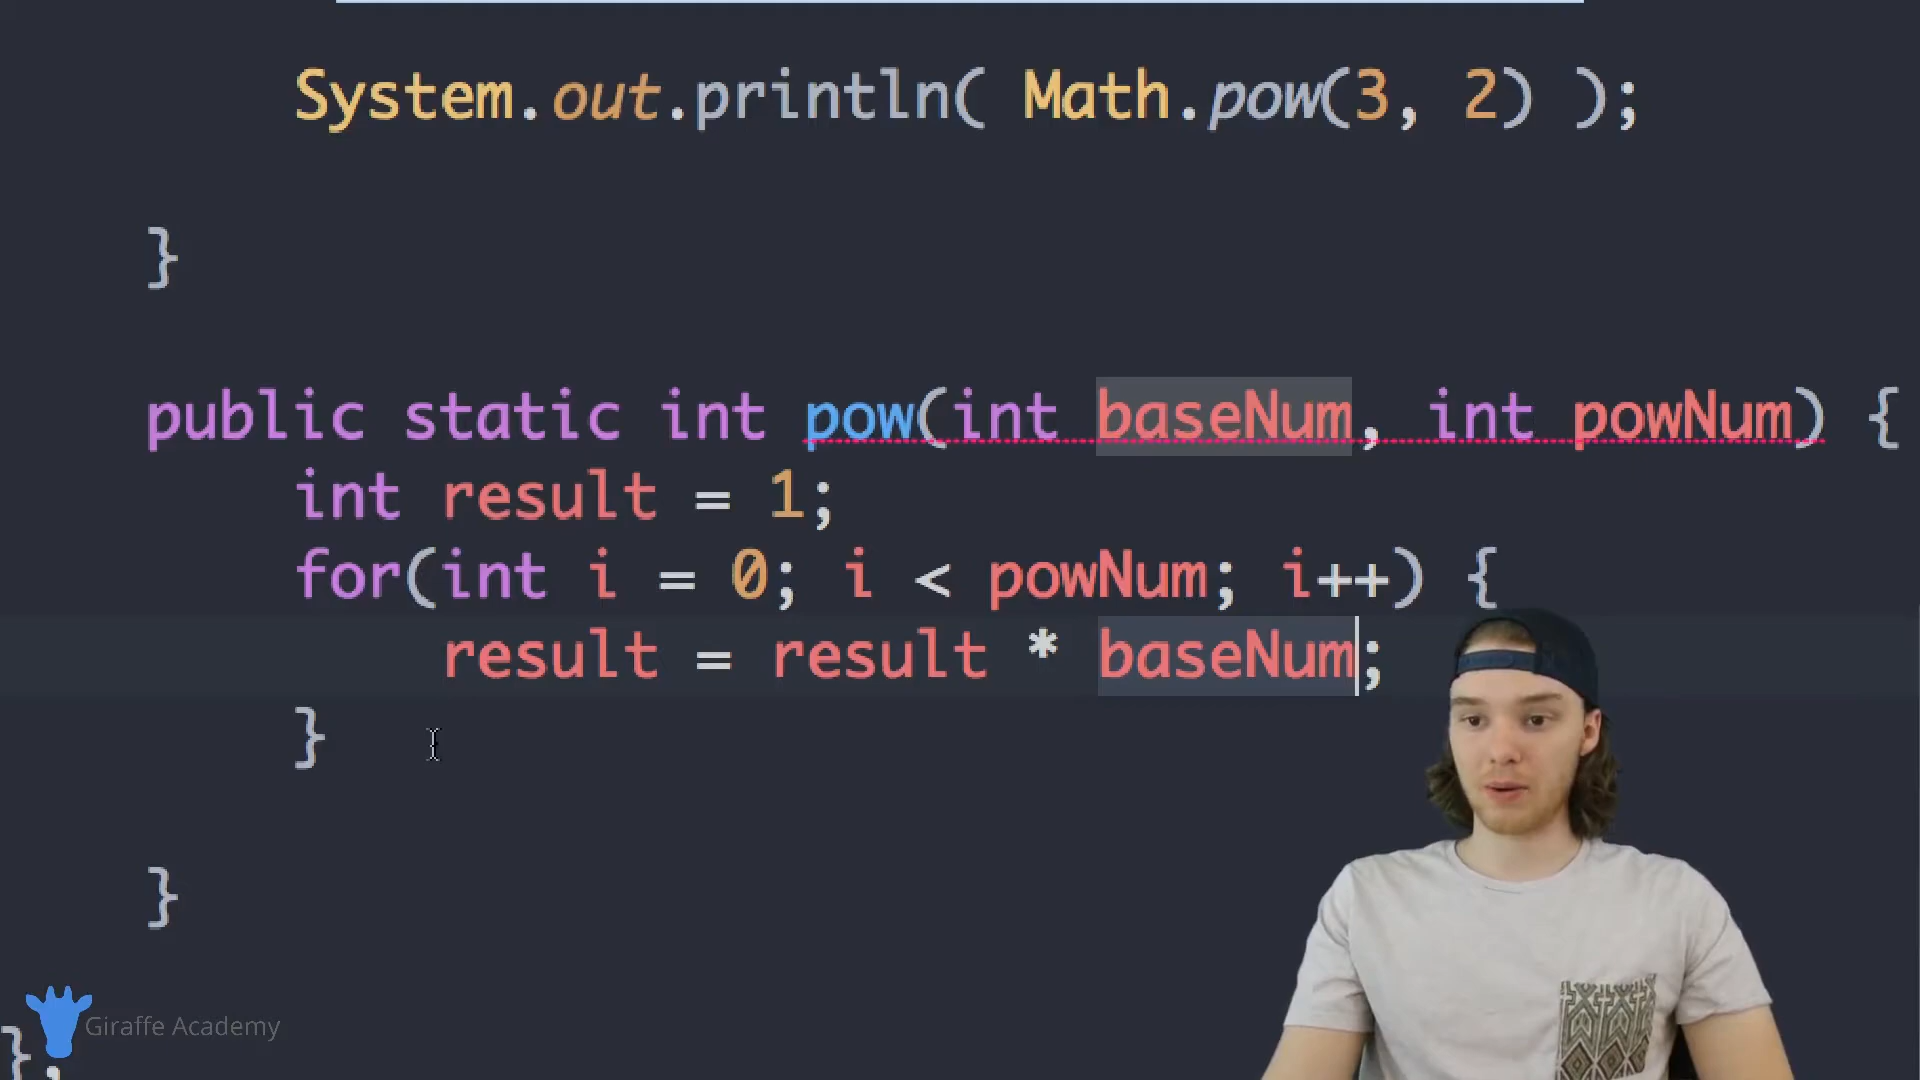 System.out.println( Math.pow(3, 2) );
}
public static int pow(int baseNum, int powNum) {
int result = 1;
for(int i = 0; i < powNum; i++) {
result = result * baseNum;
}
}
Giraffe Academy
};